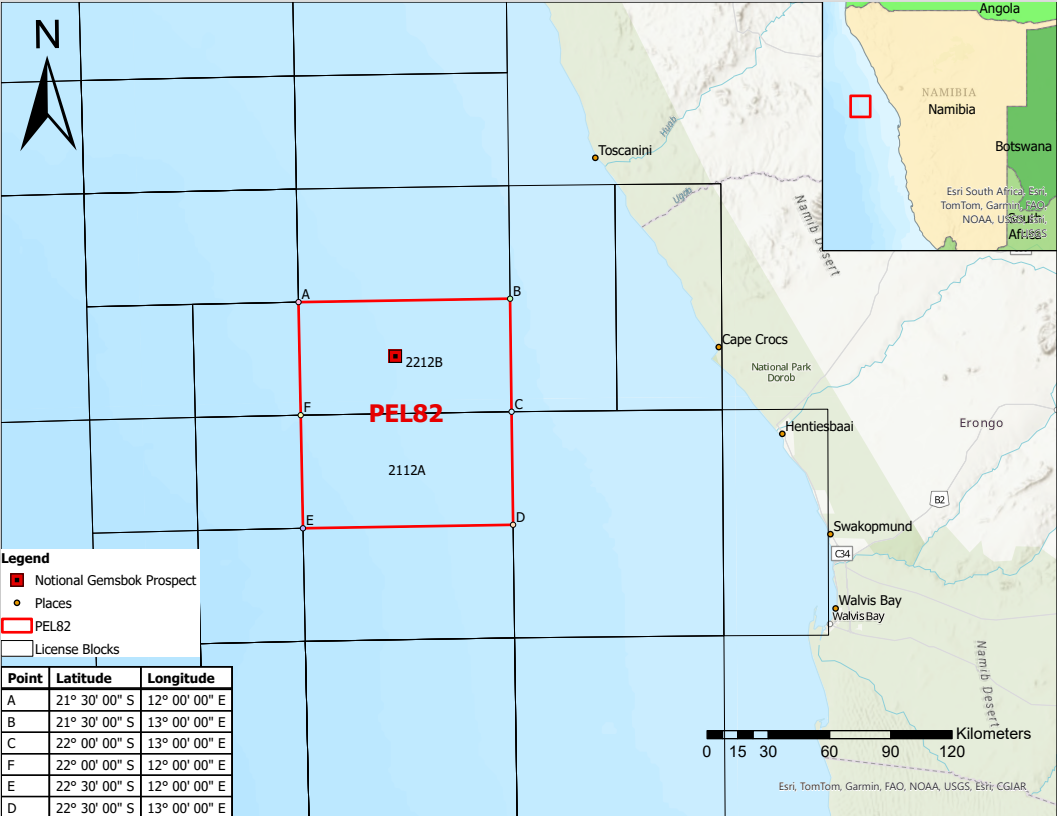 N
Angola
NAMIBIA
Namibia
Botswana
Esri South Africa, Esri,
TomTom, Garmin, FAO,
NOAA, USGS, Esri,
USGS
South
Africa
Toscanini
Huab
Ugab
Namib Desert
A
B
2212B
Cape Crocs
National Park
Dorob
F
PEL82
C
Hentiesbaai
Erongo
2112A
B2
E
D
Swakopmund
C34
Walvis Bay
Walvis Bay
Namib Desert
Legend
Notional Gemsbok Prospect
Places
PEL82
License Blocks
Point Latitude Longitude
A 21° 30' 00" S 12° 00' 00" E
B 21° 30' 00" S 13° 00' 00" E
C 22° 00' 00" S 13° 00' 00" E
F 22° 00' 00" S 12° 00' 00" E
E 22° 30' 00" S 12° 00' 00" E
D 22° 30' 00" S 13° 00' 00" E
Kilometers
0 15 30 60 90 120
Esri, TomTom, Garmin, FAO, NOAA, USGS, Esri, CGIAR